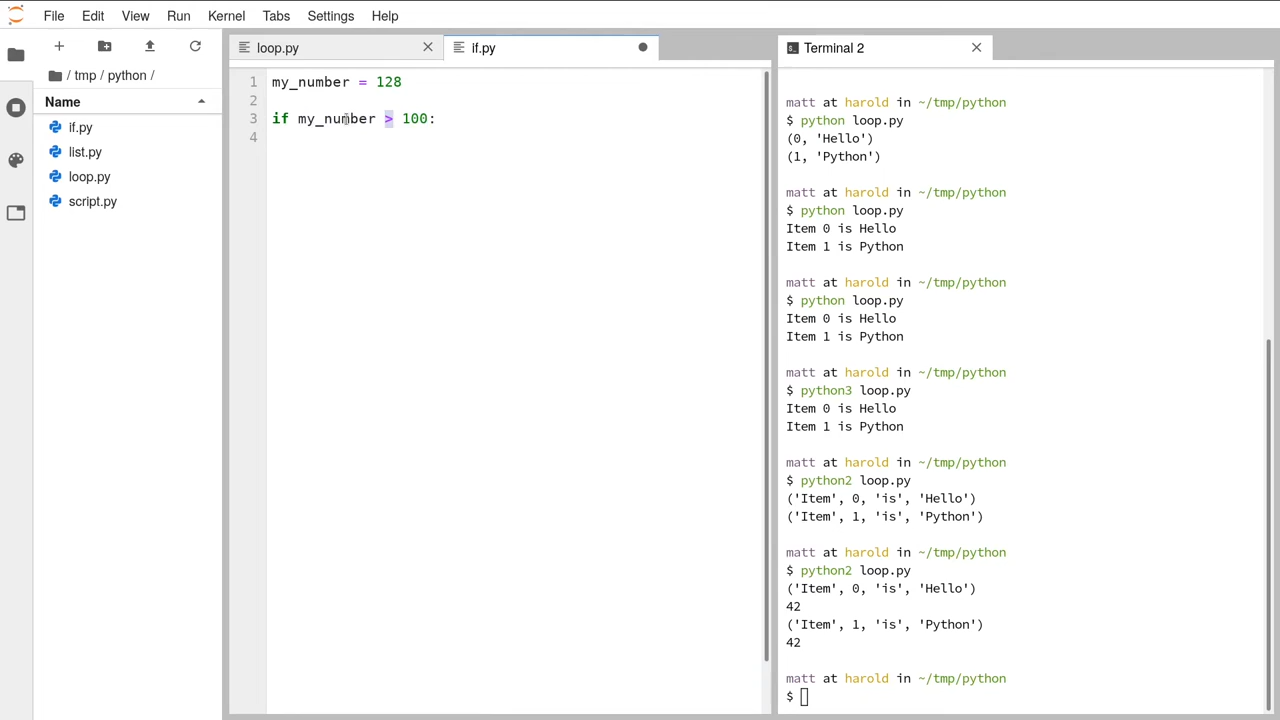 File Edit View Run Kernel Tabs Settings Help
/ tmp / python /
Name
if.py
list.py
loop.py
script.py
loop.py
if.py
1 my_number = 128
2
3 if my_number > 100:
4
Terminal 2
matt at harold in ~/tmp/python
$ python loop.py
(0, 'Hello')
(1, 'Python')
matt at harold in ~/tmp/python
$ python loop.py
Item 0 is Hello
Item 1 is Python
matt at harold in ~/tmp/python
$ python loop.py
Item 0 is Hello
Item 1 is Python
matt at harold in ~/tmp/python
$ python3 loop.py
Item 0 is Hello
Item 1 is Python
matt at harold in ~/tmp/python
$ python2 loop.py
('Item', 0, 'is', 'Hello')
('Item', 1, 'is', 'Python')
matt at harold in ~/tmp/python
$ python2 loop.py
('Item', 0, 'is', 'Hello')
42
('Item', 1, 'is', 'Python')
42
matt at harold in ~/tmp/python
$